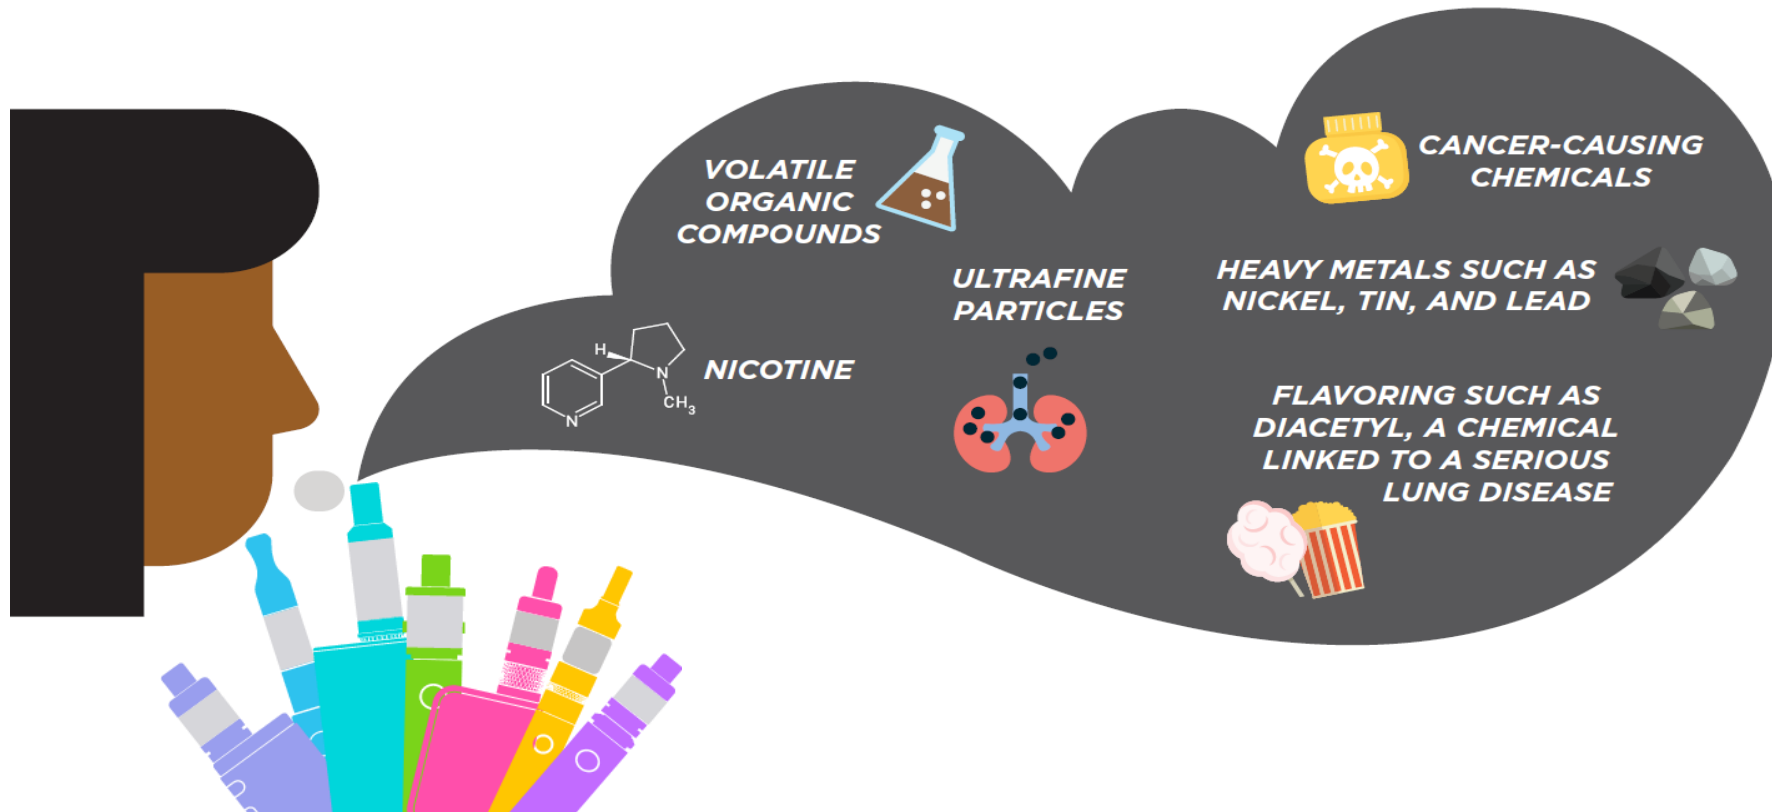 VOLATILE
ORGANIC
COMPOUNDS
ULTRAFINE
PARTICLES
H
N
CH3
N
NICOTINE
CANCER-CAUSING
CHEMICALS
HEAVY METALS SUCH AS
NICKEL, TIN, AND LEAD
FLAVORING SUCH AS
DIACETYL, A CHEMICAL
LINKED TO A SERIOUS
LUNG DISEASE